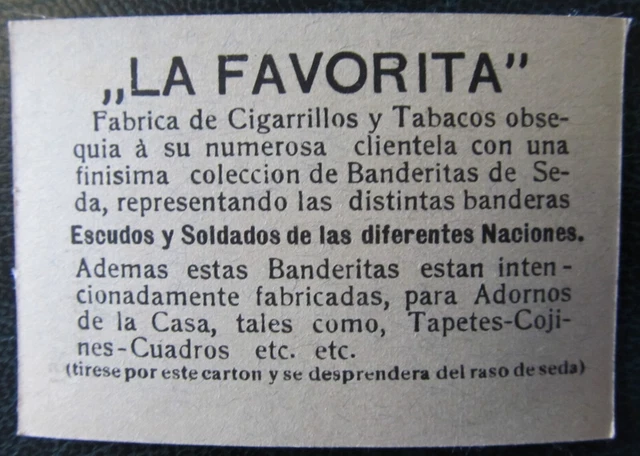 „LA FAVORITA”
Fabrica de Cigarrillos y Tabacos obse-
quia à su numerosa clientela con una
finisima coleccion de Banderitas de Se-
da, representando las distintas banderas
Escudos y Soldados de las diferentes Naciones.
Ademas estas Banderitas estan inten-
cionadamente fabricadas, para Adornos
de la Casa, tales como, Tapetes-Coji-
nes-Cuadros etc. etc.
(tirese por este carton y se desprendera del raso de seda)